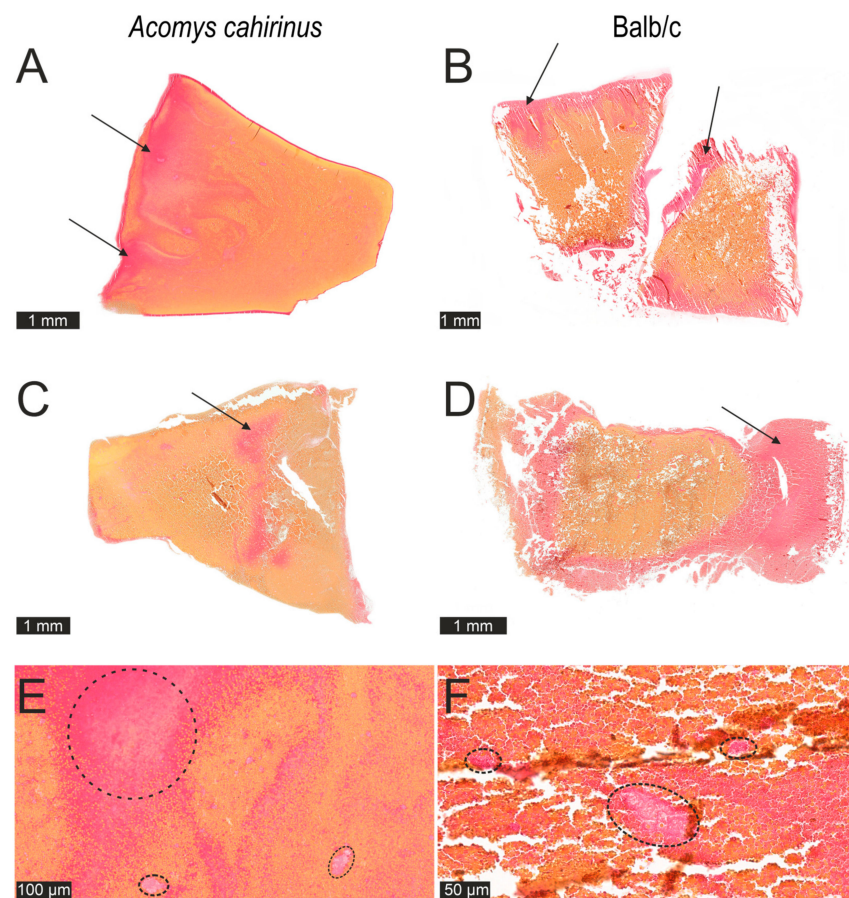 Acomys cahirinus
Balb/c
A
B
1 mm
1 mm
C
D
1 mm
1 mm
E
F
100 µm
50 µm